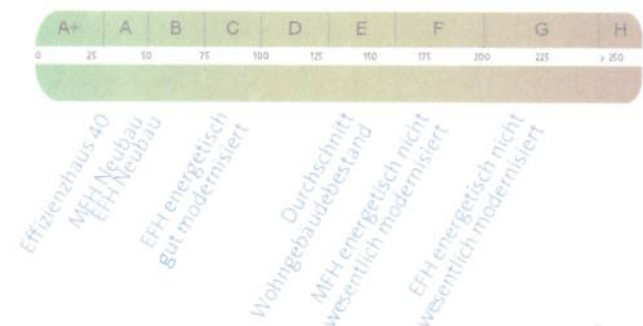 A+ A B C D E F G H
0 25 50 75 100 125 150 175 200 225 > 250
Effizienzhaus 40
MFH Neubau
EFH Neubau
EFH energetisch
gut modernisiert
Durchschnitt
Wohngebäudebestand
MFH energetisch nicht
wesentlich modernisiert
EFH energetisch nicht
wesentlich modernisiert